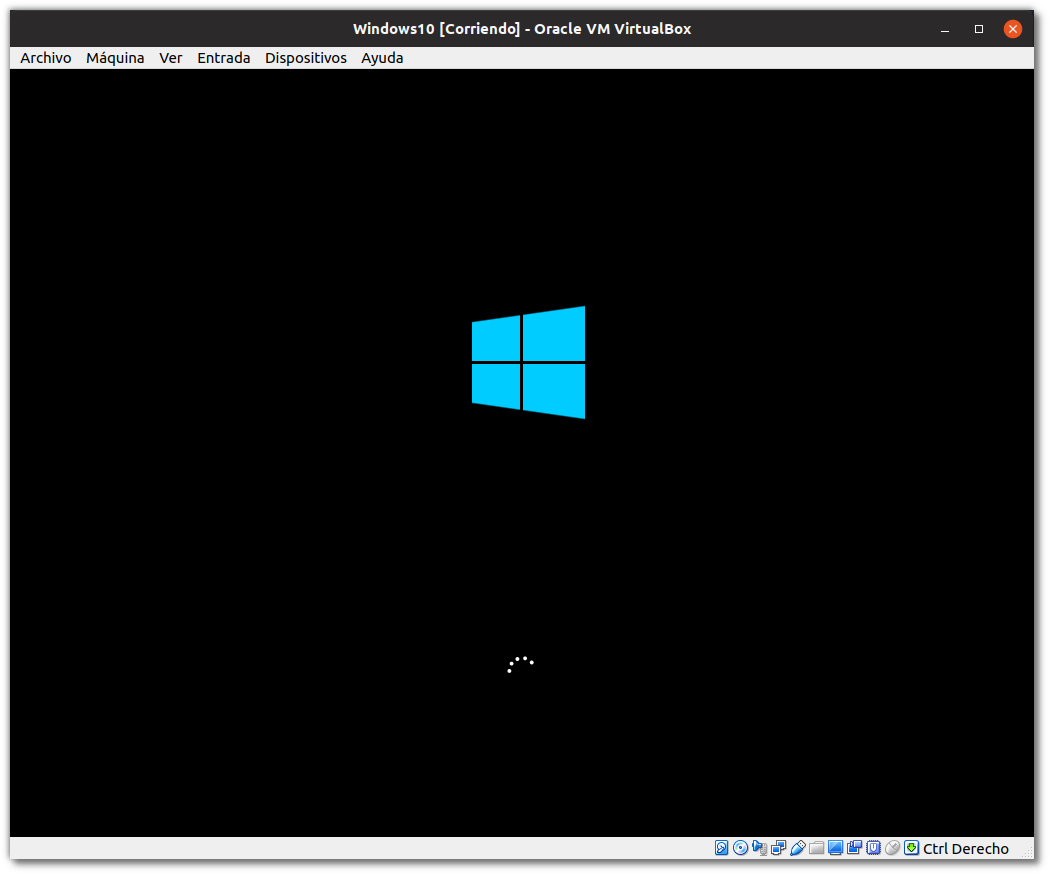 Windows10 [Corriendo] - Oracle VM VirtualBox
Archivo Máquina Ver Entrada Dispositivos Ayuda
Ctrl Derecho